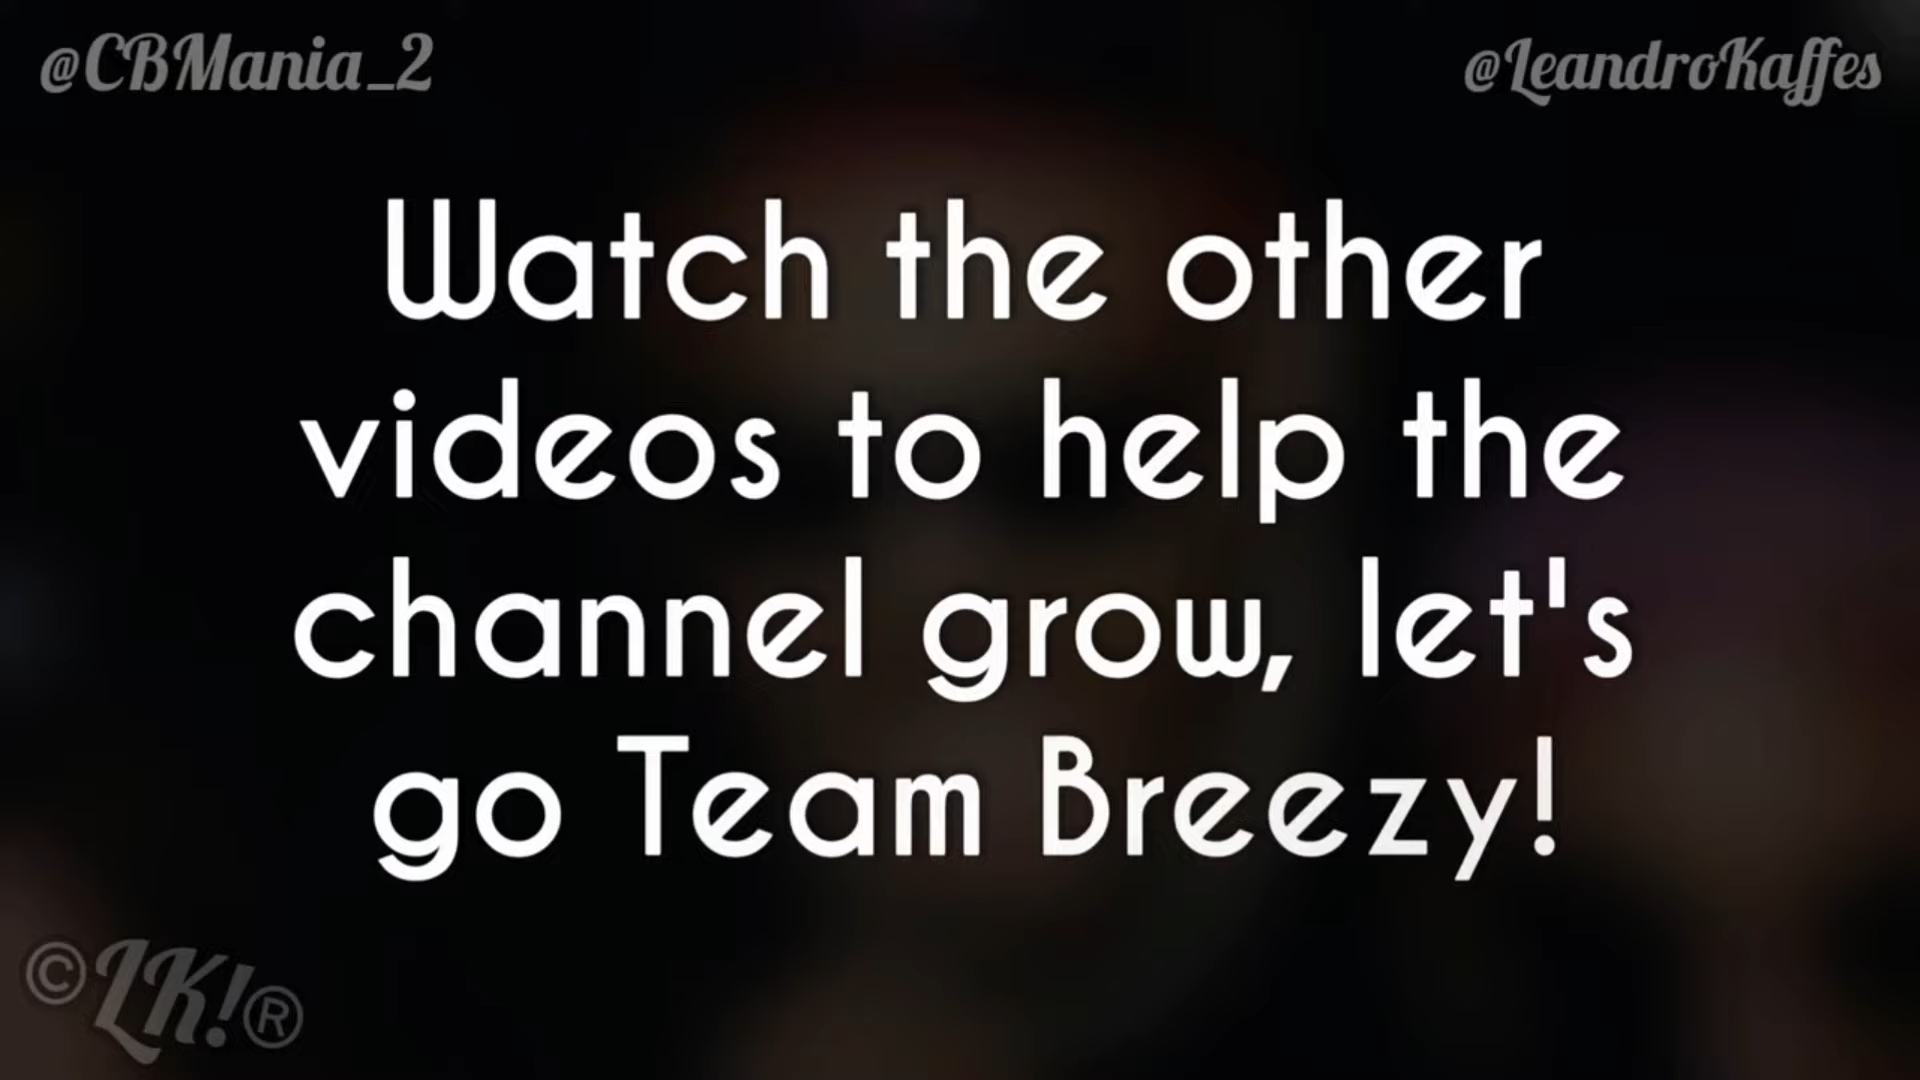 @CBMania_2
@LeandroKaffes
Watch the other
videos to help the
channel grow, let's
go Team Breezy!
©LK!®